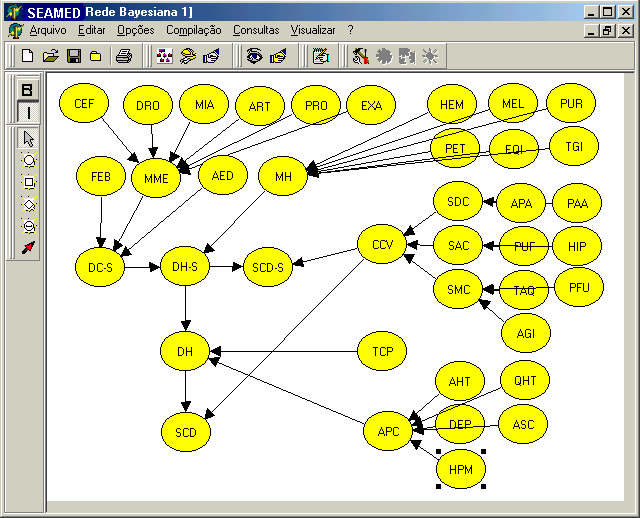 SEAMED Rede Bayesiana 1]
Arquivo Editar Opções Compilação Consultas Visualizar ?
B
I
CEF DRO MIA ART PRO EXA HEM MEL PUR
PET EQI TGI
FEB MME AED MH
SDC APA PAA
CCV SAC PUF HIP
DC-S DH-S SCD-S
SMC TAQ PFU
AGI
DH TCP
AHT QHT
SCD APC DEP ASC
HPM